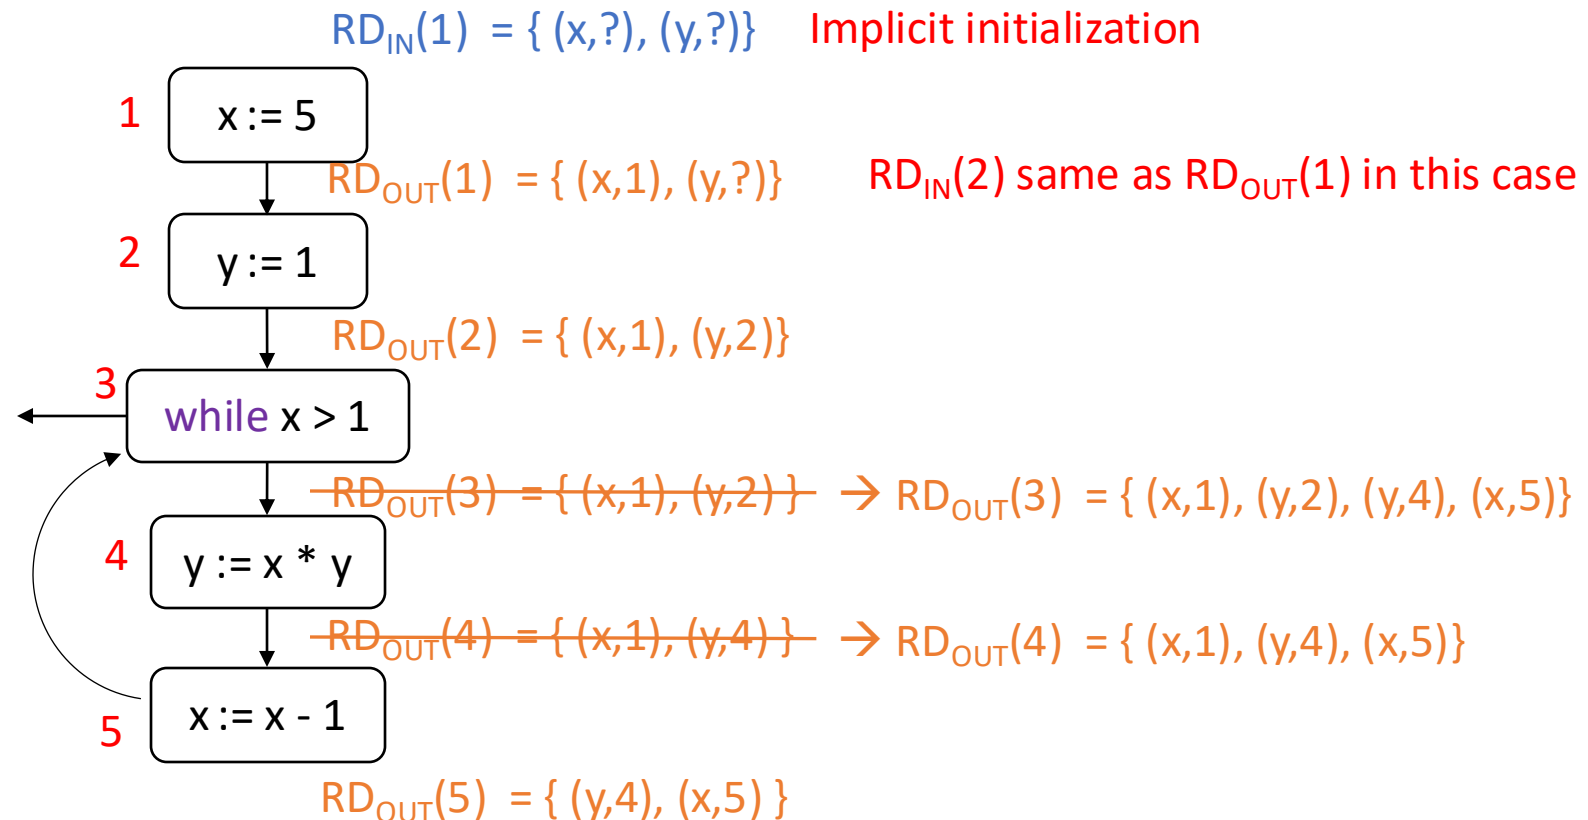 RD_IN(1) = { (x,?), (y,?)} Implicit initialization
1 x := 5
RD_OUT(1) = { (x,1), (y,?)} RD_IN(2) same as RD_OUT(1) in this case
2 y := 1
RD_OUT(2) = { (x,1), (y,2)}
3 while x > 1
RD_OUT(3) = { (x,1), (y,2) } → RD_OUT(3) = { (x,1), (y,2), (y,4), (x,5)}
4 y := x * y
RD_OUT(4) = { (x,1), (y,4) } → RD_OUT(4) = { (x,1), (y,4), (x,5)}
5 x := x - 1
RD_OUT(5) = { (y,4), (x,5) }